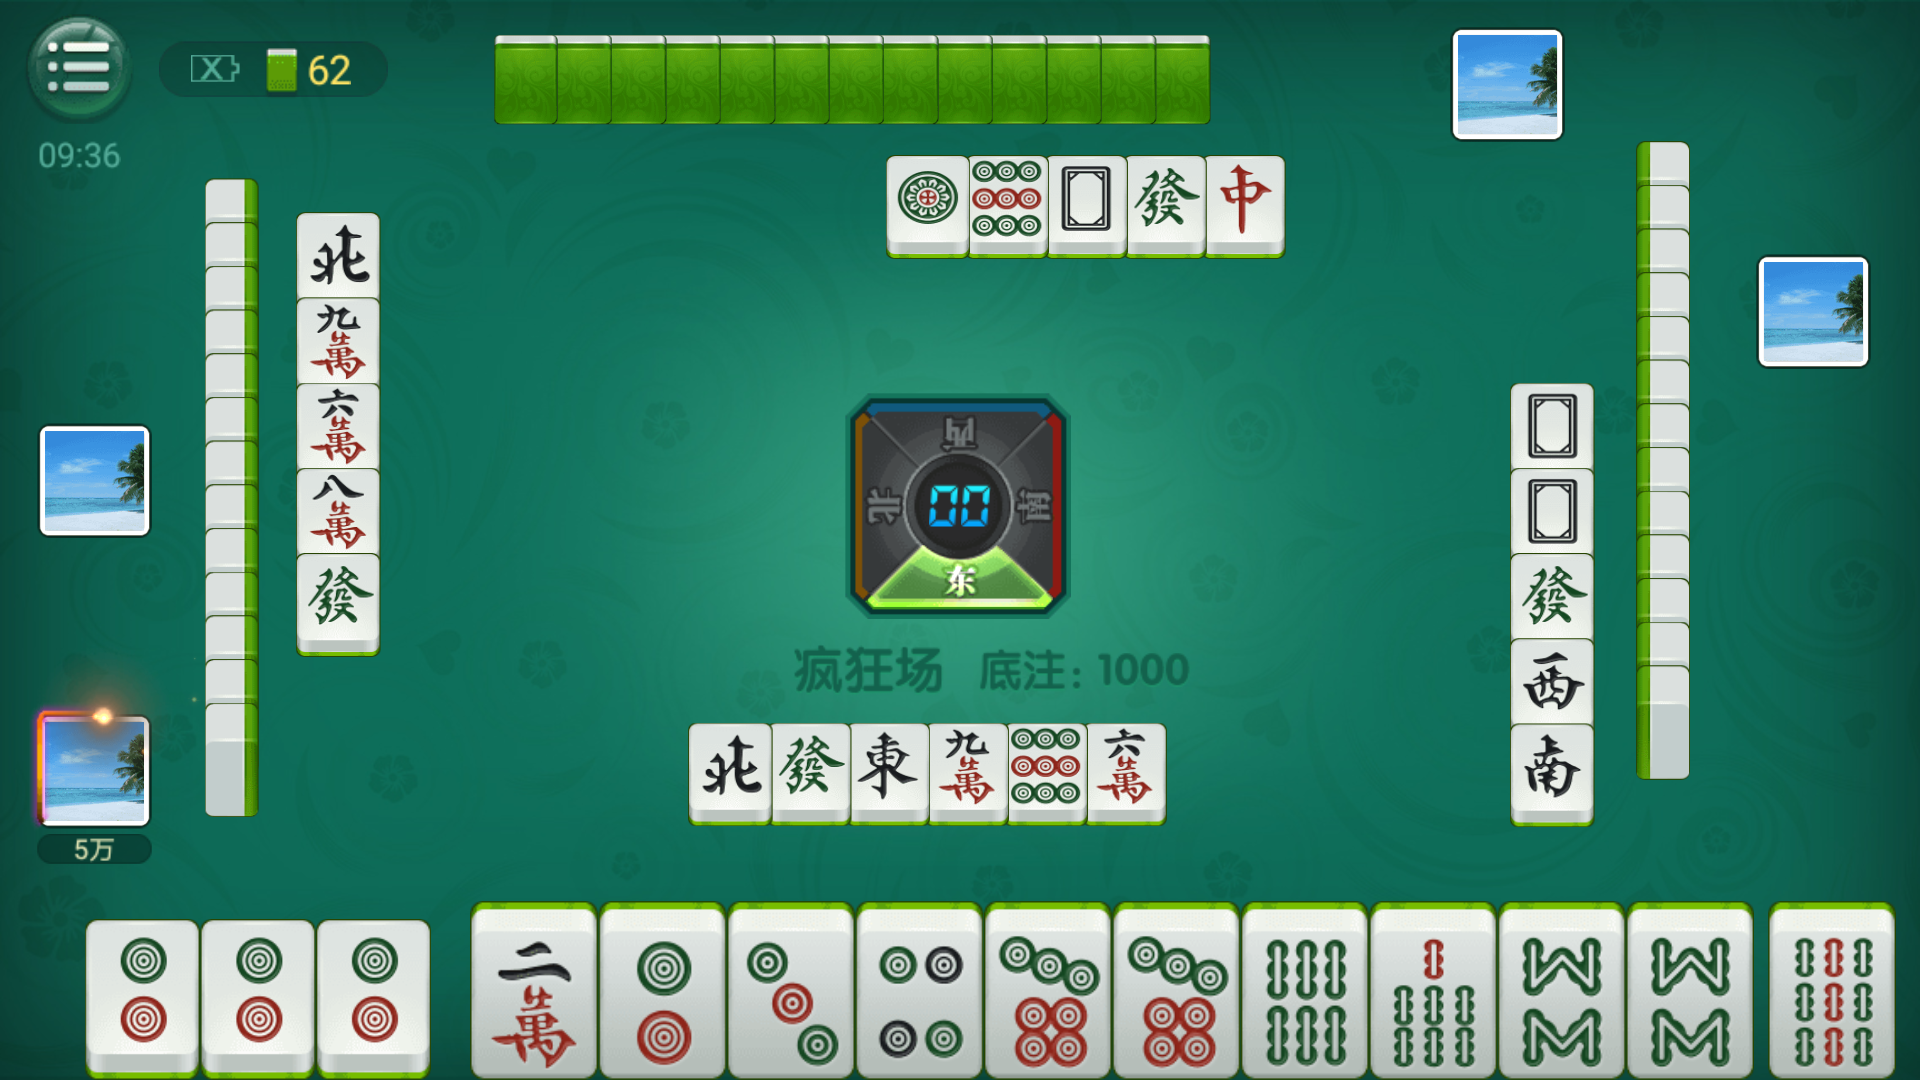 62
09:36
發 中
北
九萬
六萬
八萬
發
西
北 00 南
东
疯狂场 底注: 1000
發
西
南
北 發 東 九萬 六萬
5万
二萬